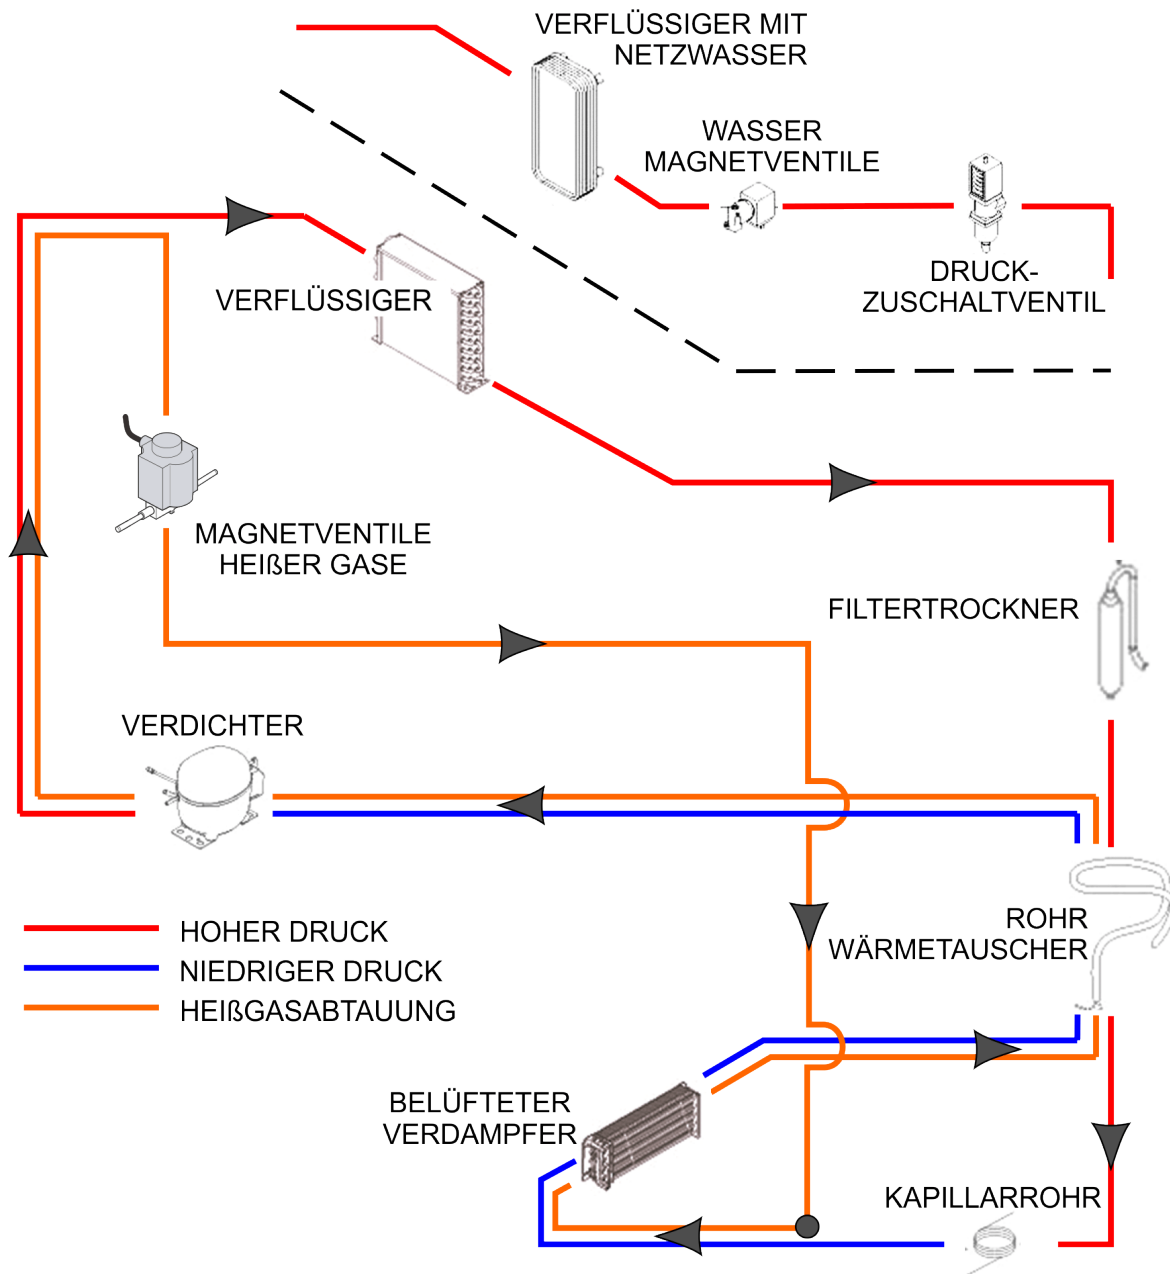 VERFLÜSSIGER MIT
NETZWASSER
WASSER
MAGNETVENTILE
DRUCK-
ZUSCHALTVENTIL
VERFLÜSSIGER
MAGNETVENTILE
HEIßER GASE
FILTERTROCKNER
VERDICHTER
ROHR
WÄRMETAUSCHER
HOHER DRUCK
NIEDRIGER DRUCK
HEIßGASABTAUUNG
BELÜFTETER
VERDAMPFER
KAPILLARROHR